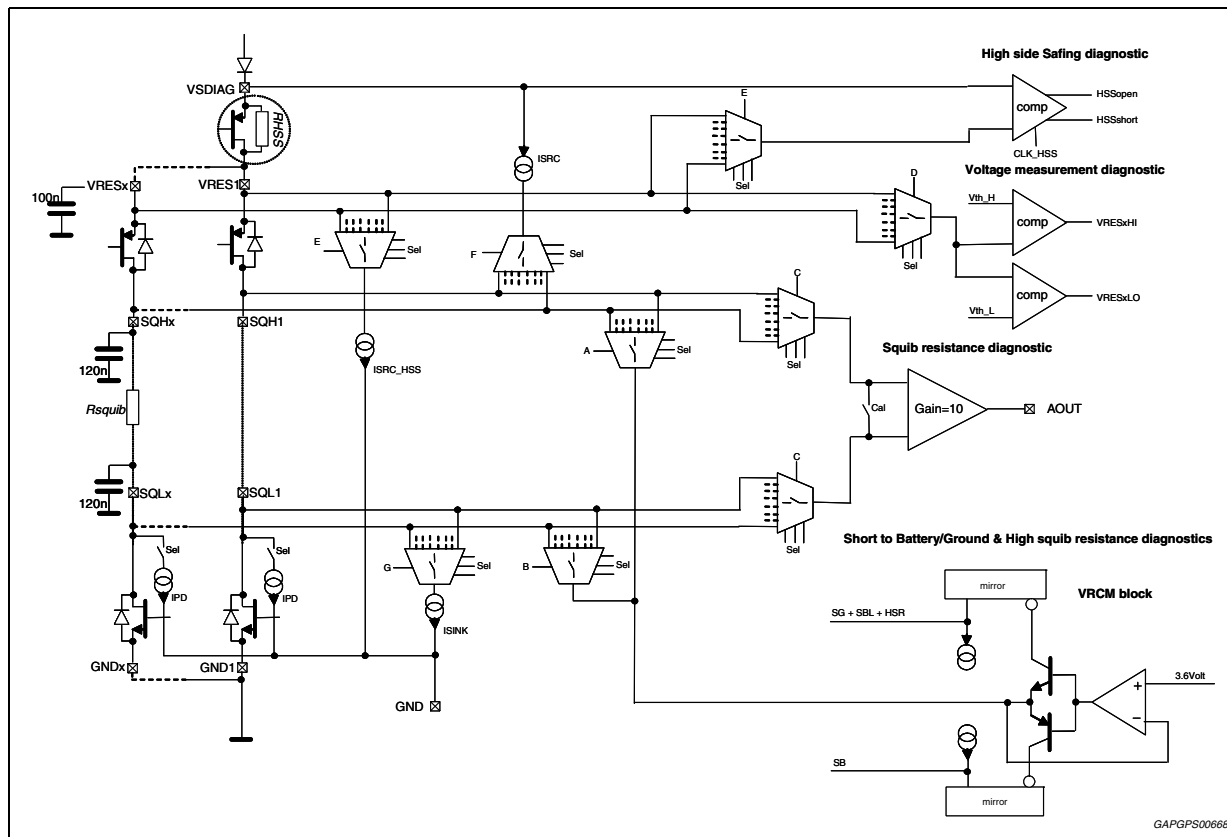 High side Safing diagnostic
VSDIAG
E
comp
HSSopen
HSSshort
RHSS
ISRC
Sel
CLK_HSS
VRESx
VRES1
100n
D
Voltage measurement diagnostic
Vth_H
comp
VRESxHI
E
Sel
F
Sel
Sel
C
comp
VRESxLO
Vth_L
SQHx
SQH1
A
Sel
Sel
Squib resistance diagnostic
120n
ISRC_HSS
Rsquib
Cal
Gain=10
AOUT
C
SQLx
SQL1
120n
Sel
Short to Battery/Ground & High squib resistance diagnostics
Sel
Sel
G
Sel
B
Sel
mirror
VRCM block
IPD
IPD
SG + SBL + HSR
ISINK
GNDx
GND1
3.6Volt
+
−
GND
SB
mirror
GAPGPS00668